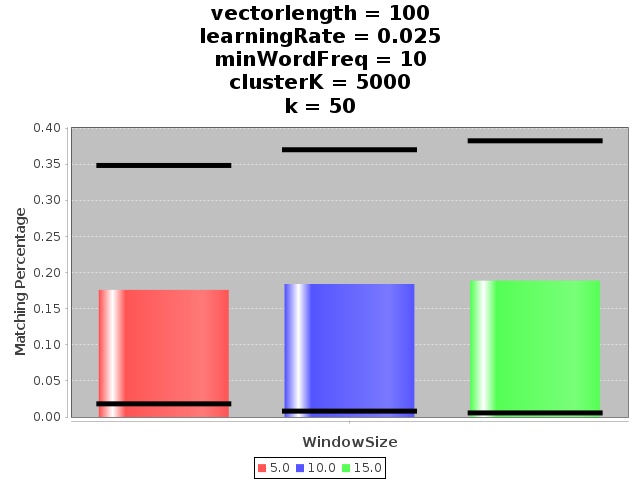 vectorlength = 100
learningRate = 0.025
minWordFreq = 10
clusterK = 5000
k = 50
0.40
0.35
0.30
0.25
0.20
0.15
0.10
0.05
0.00
Matching Percentage
WindowSize
5.0 10.0 15.0